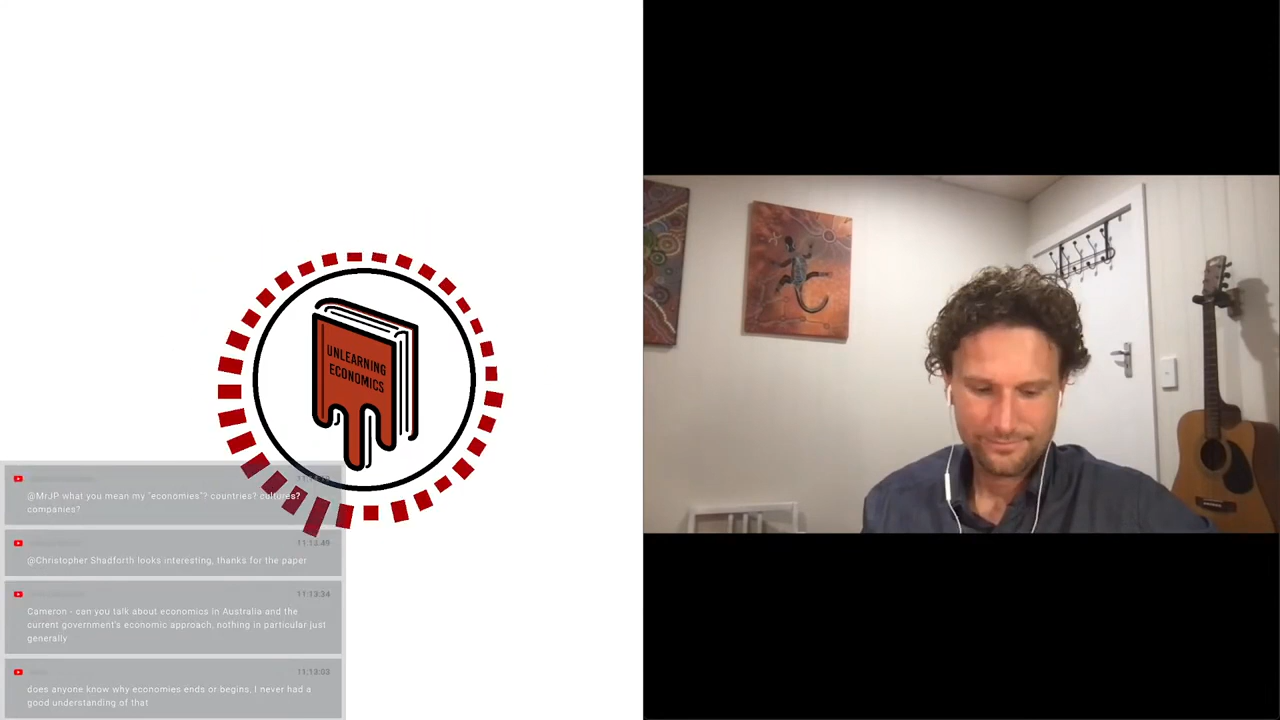 UNLEARNING
ECONOMICS
@MrJP what you mean my "economies"? countries? cultures?
companies?
11:13:49
@Christopher Shadforth looks interesting, thanks for the paper
11:13:34
Cameron - can you talk about economics in Australia and the
current government's economic approach, nothing in particular just
generally
11:13:03
does anyone know why economies ends or begins, I never had a
good understanding of that